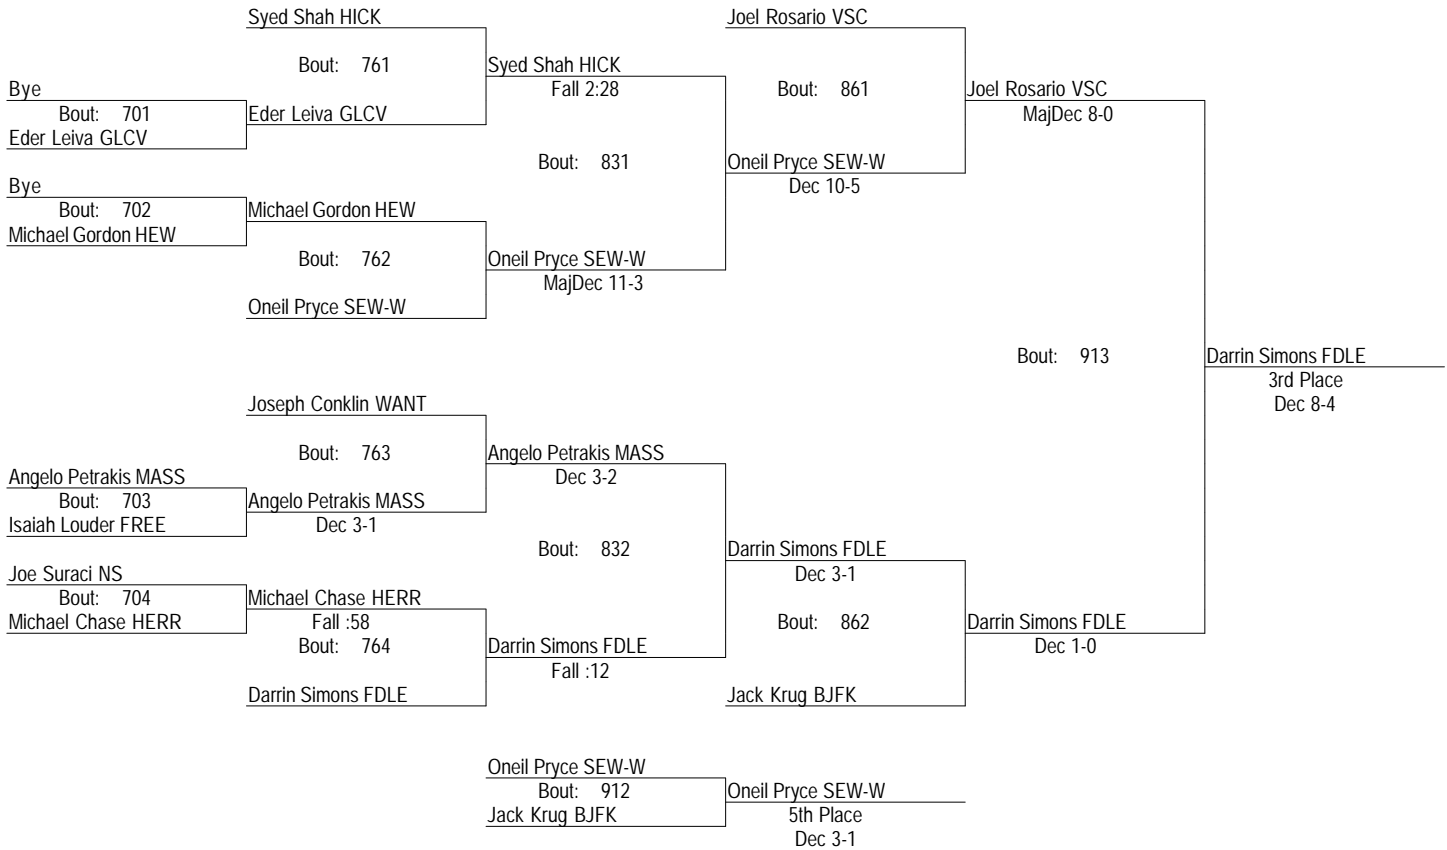 Syed Shah HICK
Joel Rosario VSC
Bout: 761
Syed Shah HICK
Bye
Fall 2:28
Bout: 861
Joel Rosario VSC
Bout: 701
Eder Leiva GLCV
MajDec 8-0
Eder Leiva GLCV
Bout: 831
Oneil Pryce SEW-W
Bye
Dec 10-5
Bout: 702
Michael Gordon HEW
Michael Gordon HEW
Bout: 762
Oneil Pryce SEW-W
MajDec 11-3
Oneil Pryce SEW-W
Bout: 913
Darrin Simons FDLE
3rd Place
Dec 8-4
Joseph Conklin WANT
Bout: 763
Angelo Petrakis MASS
Angelo Petrakis MASS
Dec 3-2
Bout: 703
Angelo Petrakis MASS
Isaiah Louder FREE
Dec 3-1
Bout: 832
Darrin Simons FDLE
Joe Suraci NS
Dec 3-1
Bout: 704
Michael Chase HERR
Michael Chase HERR
Fall :58
Bout: 862
Darrin Simons FDLE
Bout: 764
Darrin Simons FDLE
Dec 1-0
Fall :12
Darrin Simons FDLE
Jack Krug BJFK
Oneil Pryce SEW-W
Bout: 912
Oneil Pryce SEW-W
Jack Krug BJFK
5th Place
Dec 3-1